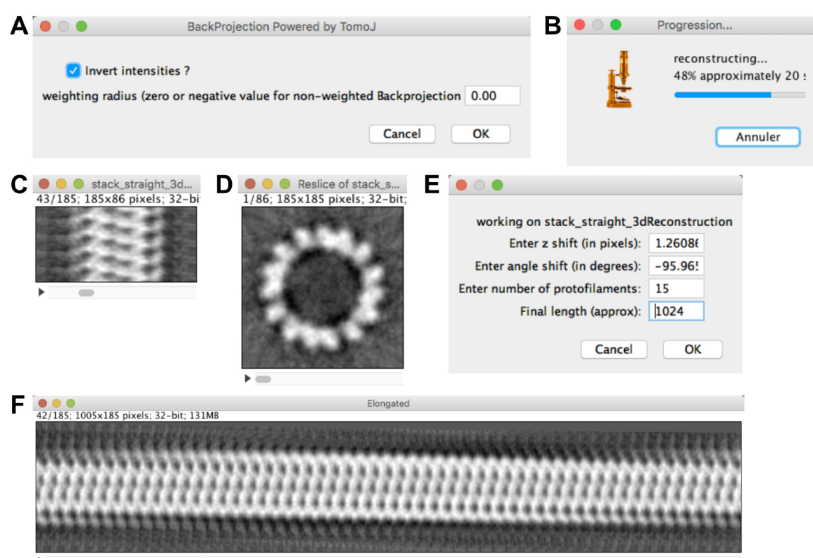 A
BackProjection Powered by TomoJ
Invert intensities ?
weighting radius (zero or negative value for non-weighted Backprojection 0.00
Cancel OK
B
Progression...
reconstructing...
48% approximately 20 s
Annuler
C
stack_straight_3d...
43/185; 185x86 pixels; 32-bit
D
Reslice of stack_s...
1/86; 185x185 pixels; 32-bit;
E
working on stack_straight_3dReconstruction
Enter z shift (in pixels): 1.2608
Enter angle shift (in degrees): -95.965
Enter number of protofilaments: 15
Final length (approx): 1024
Cancel OK
F
Elongated
42/185; 1005x185 pixels; 32-bit; 131MB